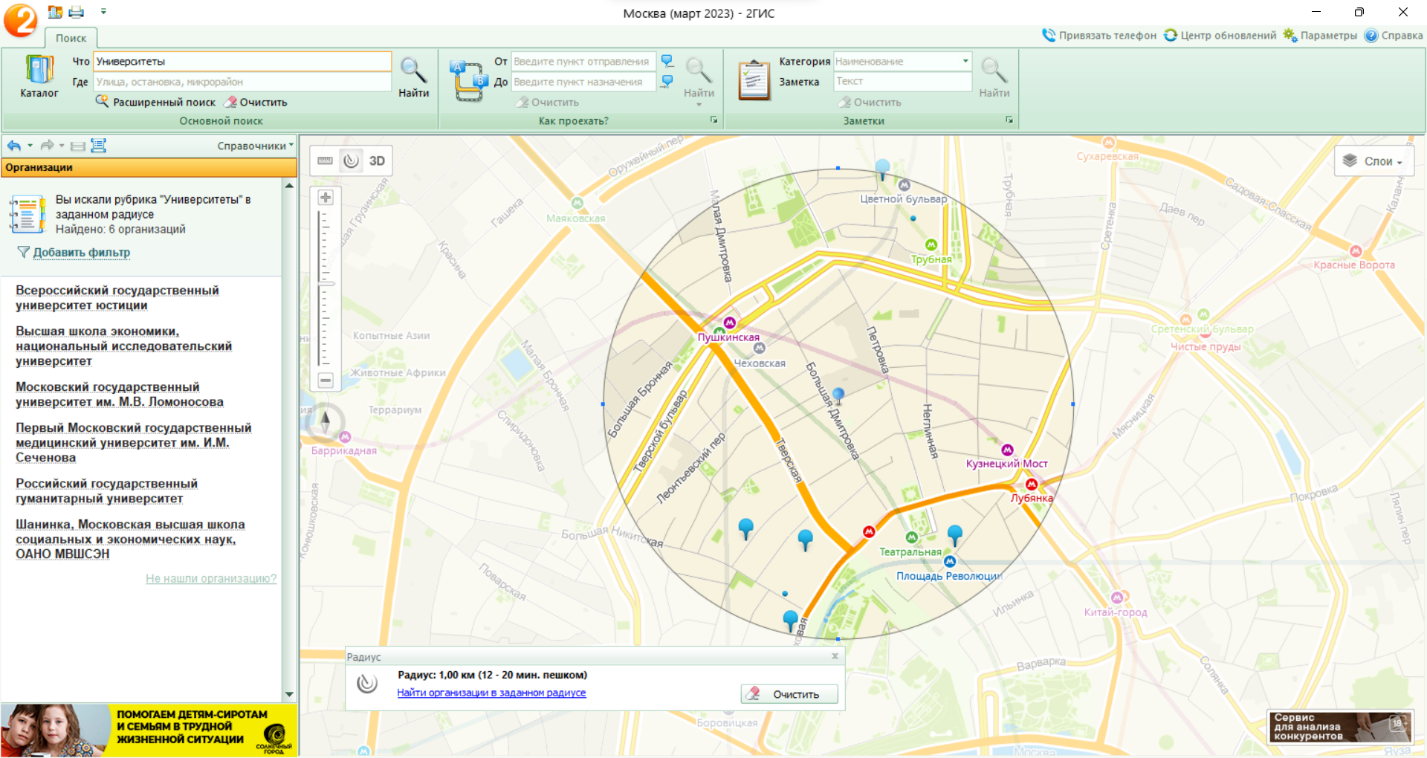 Москва (март 2023) - 2ГИС
Поиск
Привязать телефон
Центр обновлений
Параметры
Справка
Каталог
Что
Университеты
Где
Улица, остановка, микрорайон
Расширенный поиск
Очистить
Найти
Основной поиск
От
Введите пункт отправления
До
Введите пункт назначения
Очистить
Найти
Как проехать?
Категория
Наименование
Заметка
Текст
Очистить
Найти
Заметки
Справочники
Организации
Вы искали рубрика "Университеты" в
заданном радиусе
Найдено: 6 организаций
Добавить фильтр
Всероссийский государственный
университет юстиции
Высшая школа экономики,
национальный исследовательский
университет
Московский государственный
университет им. М.В. Ломоносова
Первый Московский государственный
медицинский университет им. И.М.
Сеченова
Российский государственный
гуманитарный университет
Шанинка, Московская высшая школа
социальных и экономических наук,
ОАНО МВШСЭН
Не нашли организацию?
ПОМОГАЕМ ДЕТЯМ-СИРОТАМ
И СЕМЬЯМ В ТРУДНОЙ
ЖИЗНЕННОЙ СИТУАЦИИ
СОЛНЕЧНЫЙ
ГОРОД
3D
Слои
Оружейный пер
Сухаревская
Садовая-Спасская
Гашека
Маяковская
Красина
Малая Дмитровка
Цветной бульвар
Трубная
Трубная
Сретенка
Даев пер
Красные Ворота
Копытные Азии
Животные Африки
Террариум
Малая Бронная
Пушкинская
Чеховская
Петровка
Большая Дмитровка
Сретенский бульвар
Чистые пруды
Мясницкая
Баррикадная
Спиридоновка
Большая Бронная
Тверской бульвар
Леонтьевский пер
Тверская
Неглинная
Кузнецкий Мост
Лубянка
Покровка
Лялин пер
Большая Никитская
Театральная
Площадь Революции
Поварская
Ильинка
Китай-город
Варварка
Солянка
Боровицкая
Яуза
Радиус
Радиус: 1,00 км (12 - 20 мин. пешком)
Найти организации в заданном радиусе
Очистить
Сервис
для анализа
конкурентов
18+